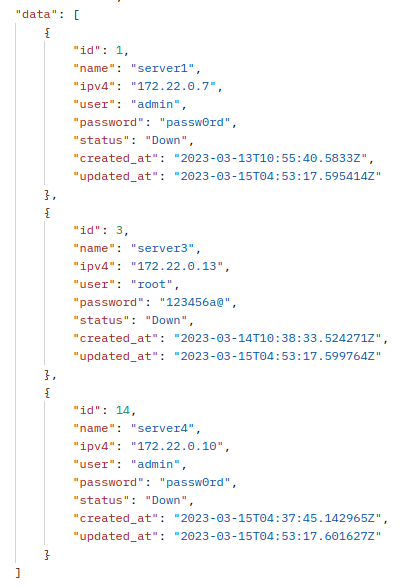 "data": [
{
"id": 1,
"name": "server1",
"ipv4": "172.22.0.7",
"user": "admin",
"password": "passw0rd",
"status": "Down",
"created_at": "2023-03-13T10:55:40.5833Z",
"updated_at": "2023-03-15T04:53:17.595414Z"
},
{
"id": 3,
"name": "server3",
"ipv4": "172.22.0.13",
"user": "root",
"password": "123456a@",
"status": "Down",
"created_at": "2023-03-14T10:38:33.524271Z",
"updated_at": "2023-03-15T04:53:17.599764Z"
},
{
"id": 14,
"name": "server4",
"ipv4": "172.22.0.10",
"user": "admin",
"password": "passw0rd",
"status": "Down",
"created_at": "2023-03-15T04:37:45.142965Z",
"updated_at": "2023-03-15T04:53:17.601627Z"
}
]